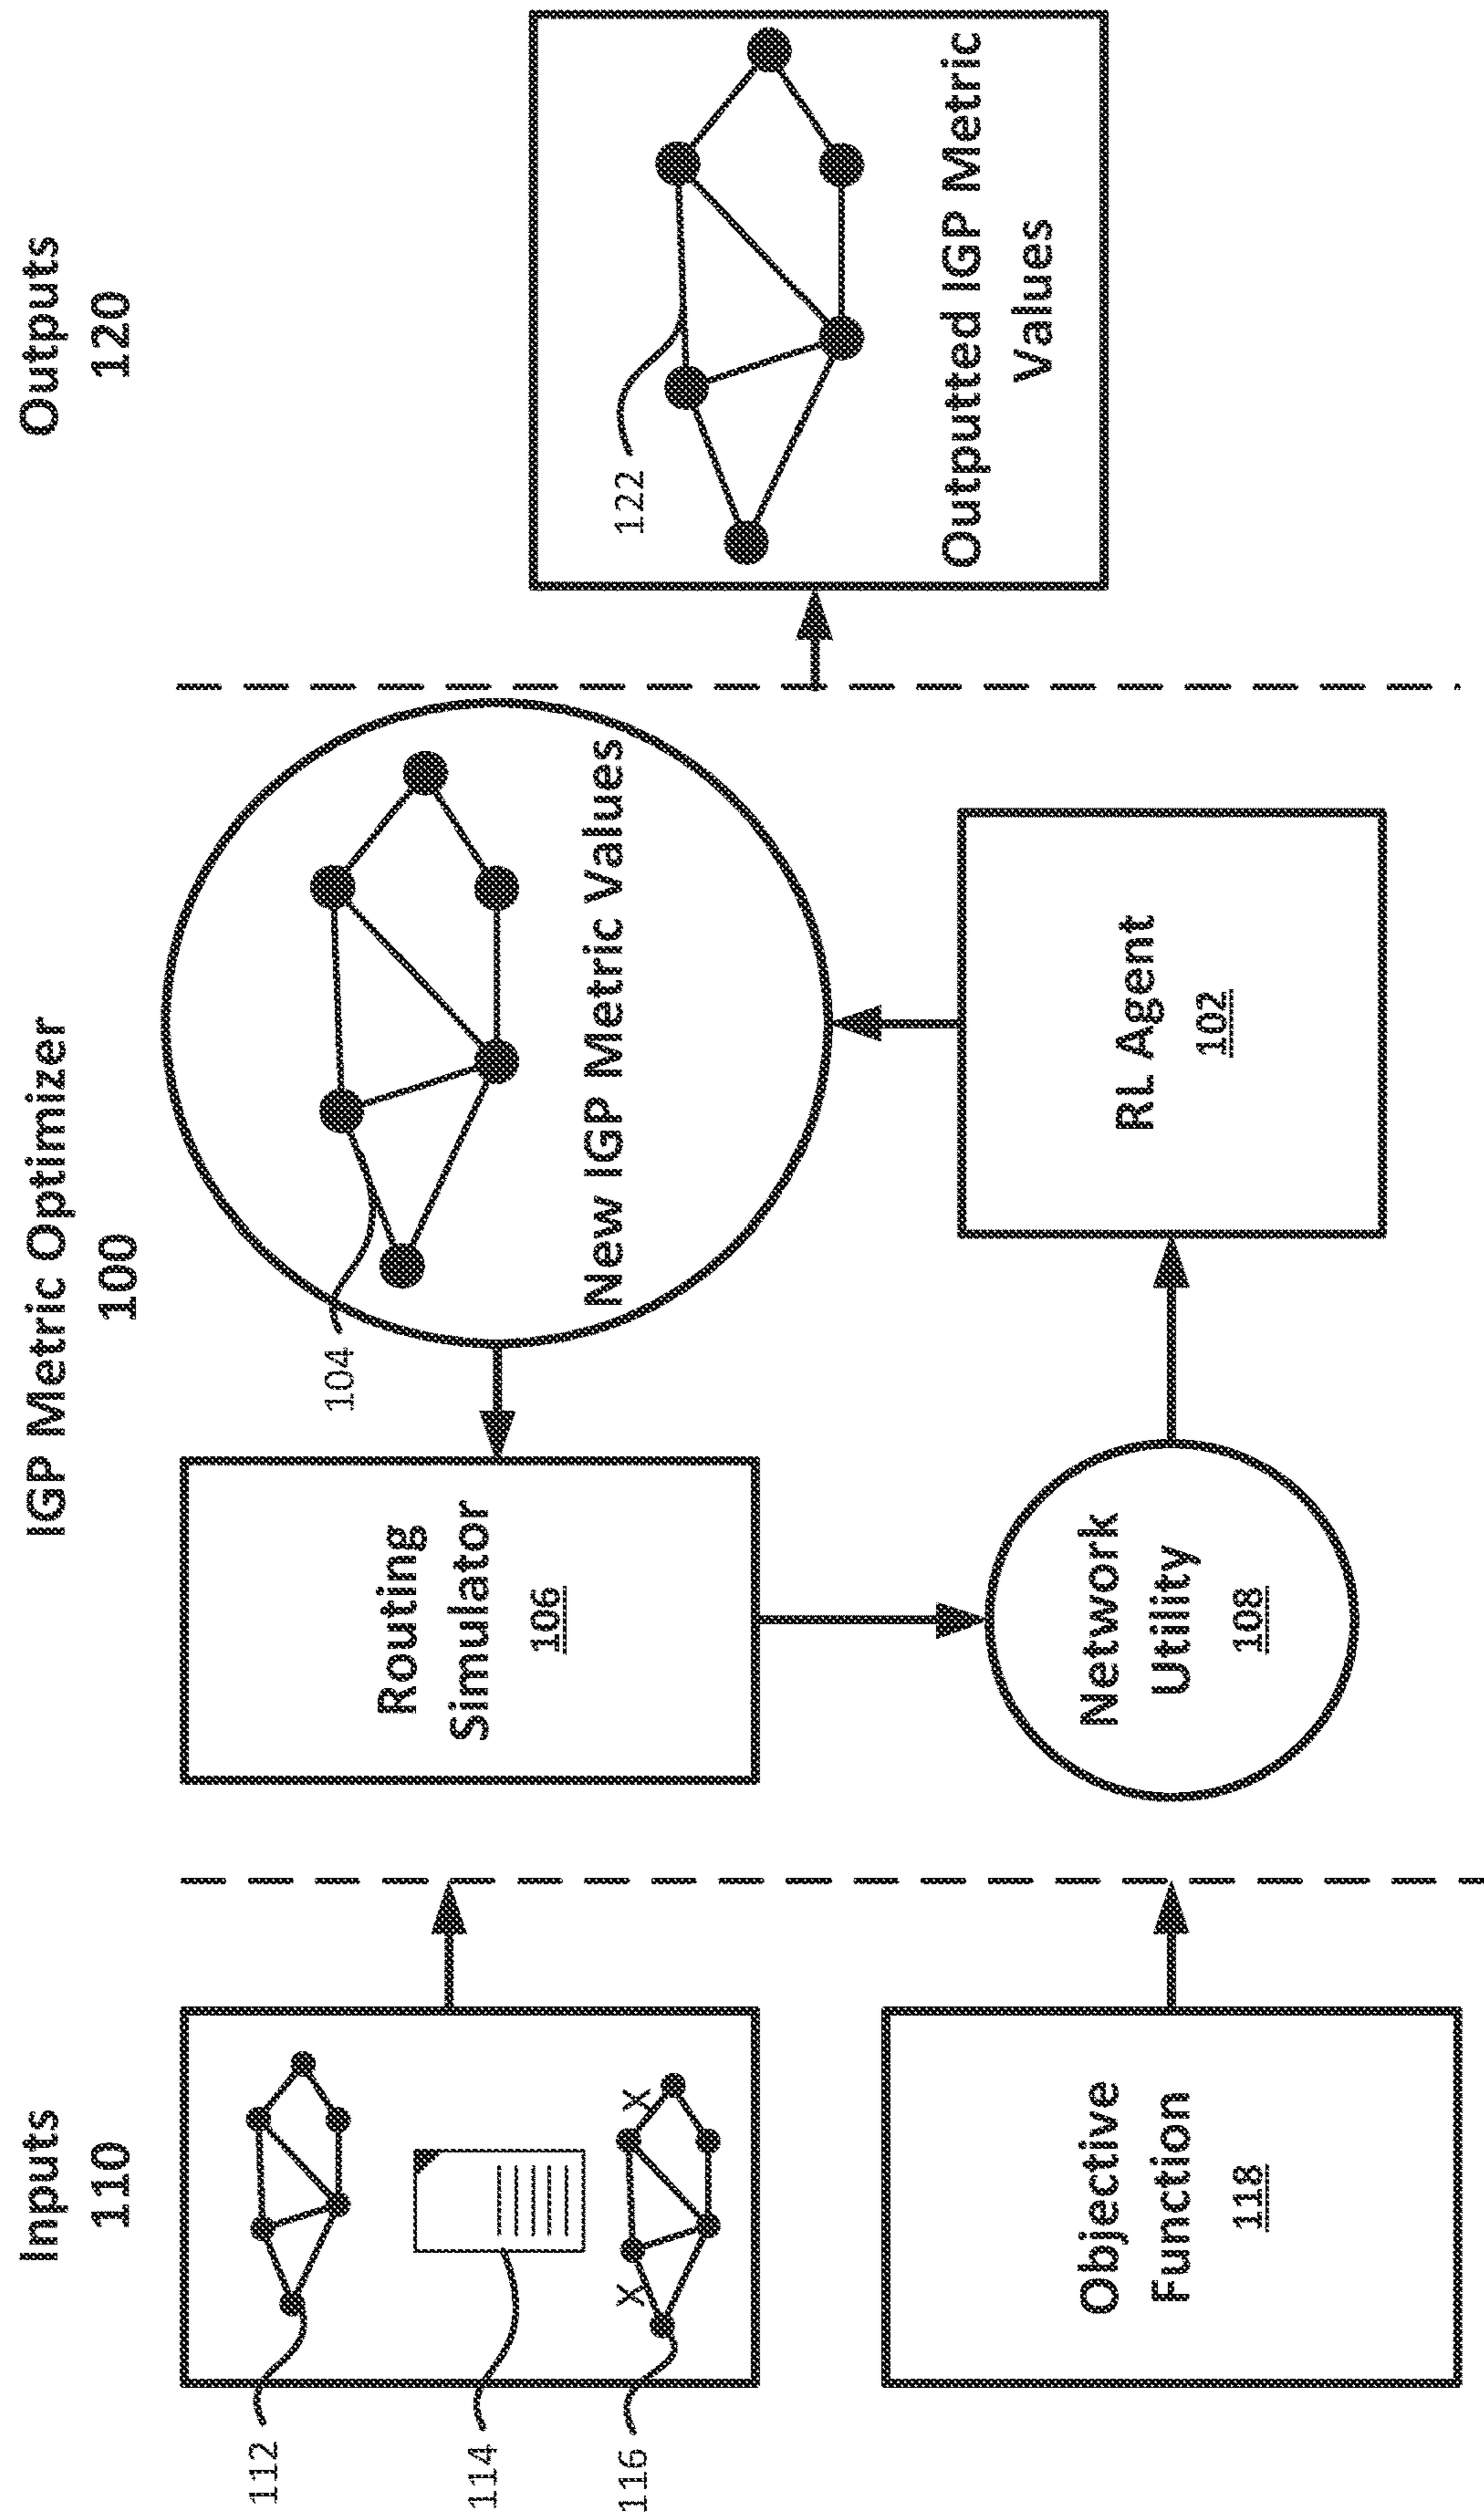 Inputs
110
112
114
116
Objective
Function
118
IGP Metric Optimizer
100
Routing
Simulator
106
Network
Utility
108
104
New IGP Metric Values
RL Agent
102
Outputs
120
122
Outputted IGP Metric
Values
X
X